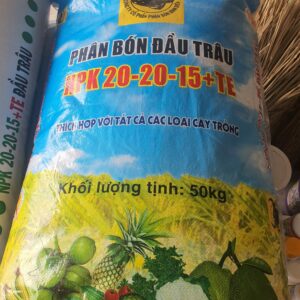 PHÂN BÓN ĐẦU TRÂU
NPK 20-20-15+TE
THÍCH HỢP VỚI TẤT CẢ CÁC LOẠI CÂY TRỒNG
Khối lượng tịnh: 50kg
NPK 20-20-15+TE ĐẦU TRÂU